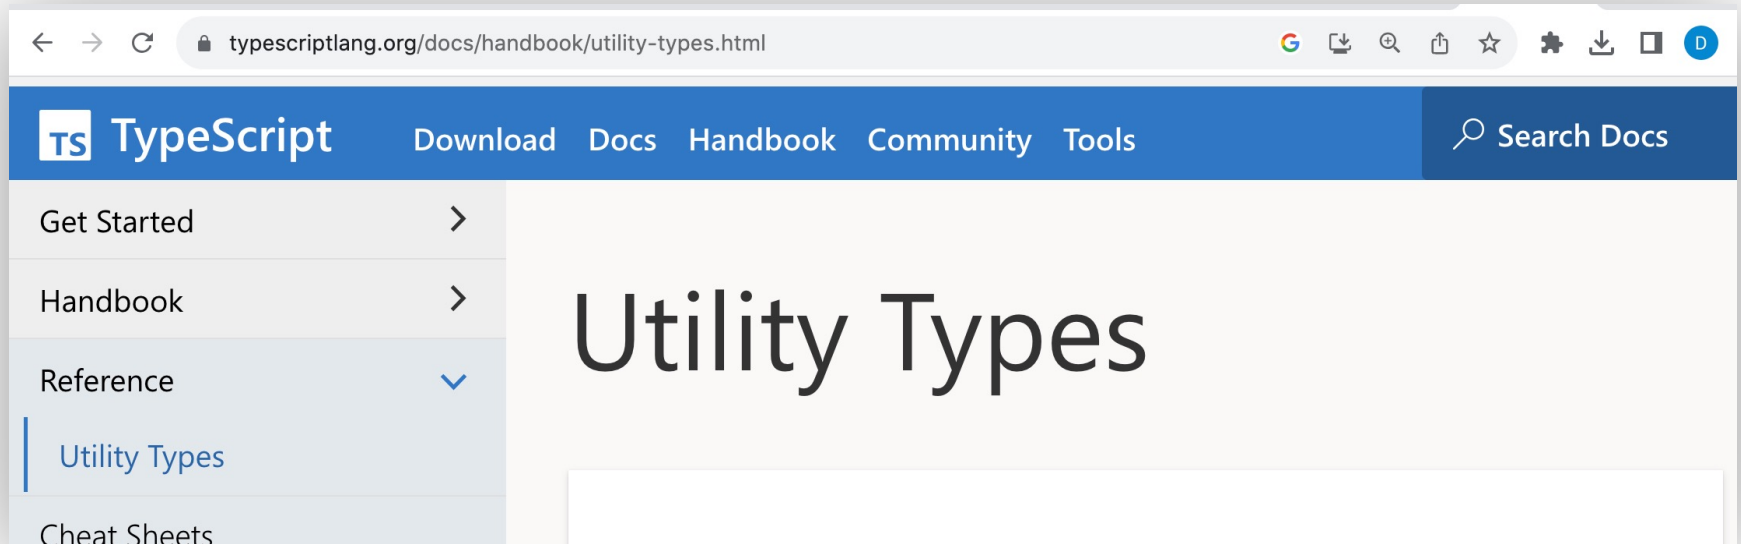 typescriptlang.org/docs/handbook/utility-types.html
D
TS TypeScript Download Docs Handbook Community Tools Search Docs
Get Started
Handbook
Utility Types
Reference
Utility Types
Cheat Sheets